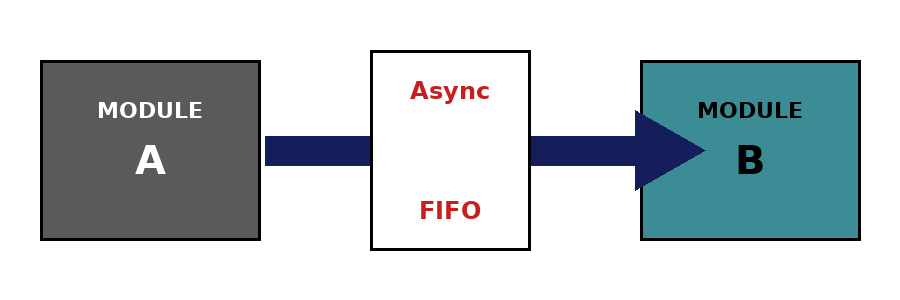 MODULE
A
Async
FIFO
MODULE
B